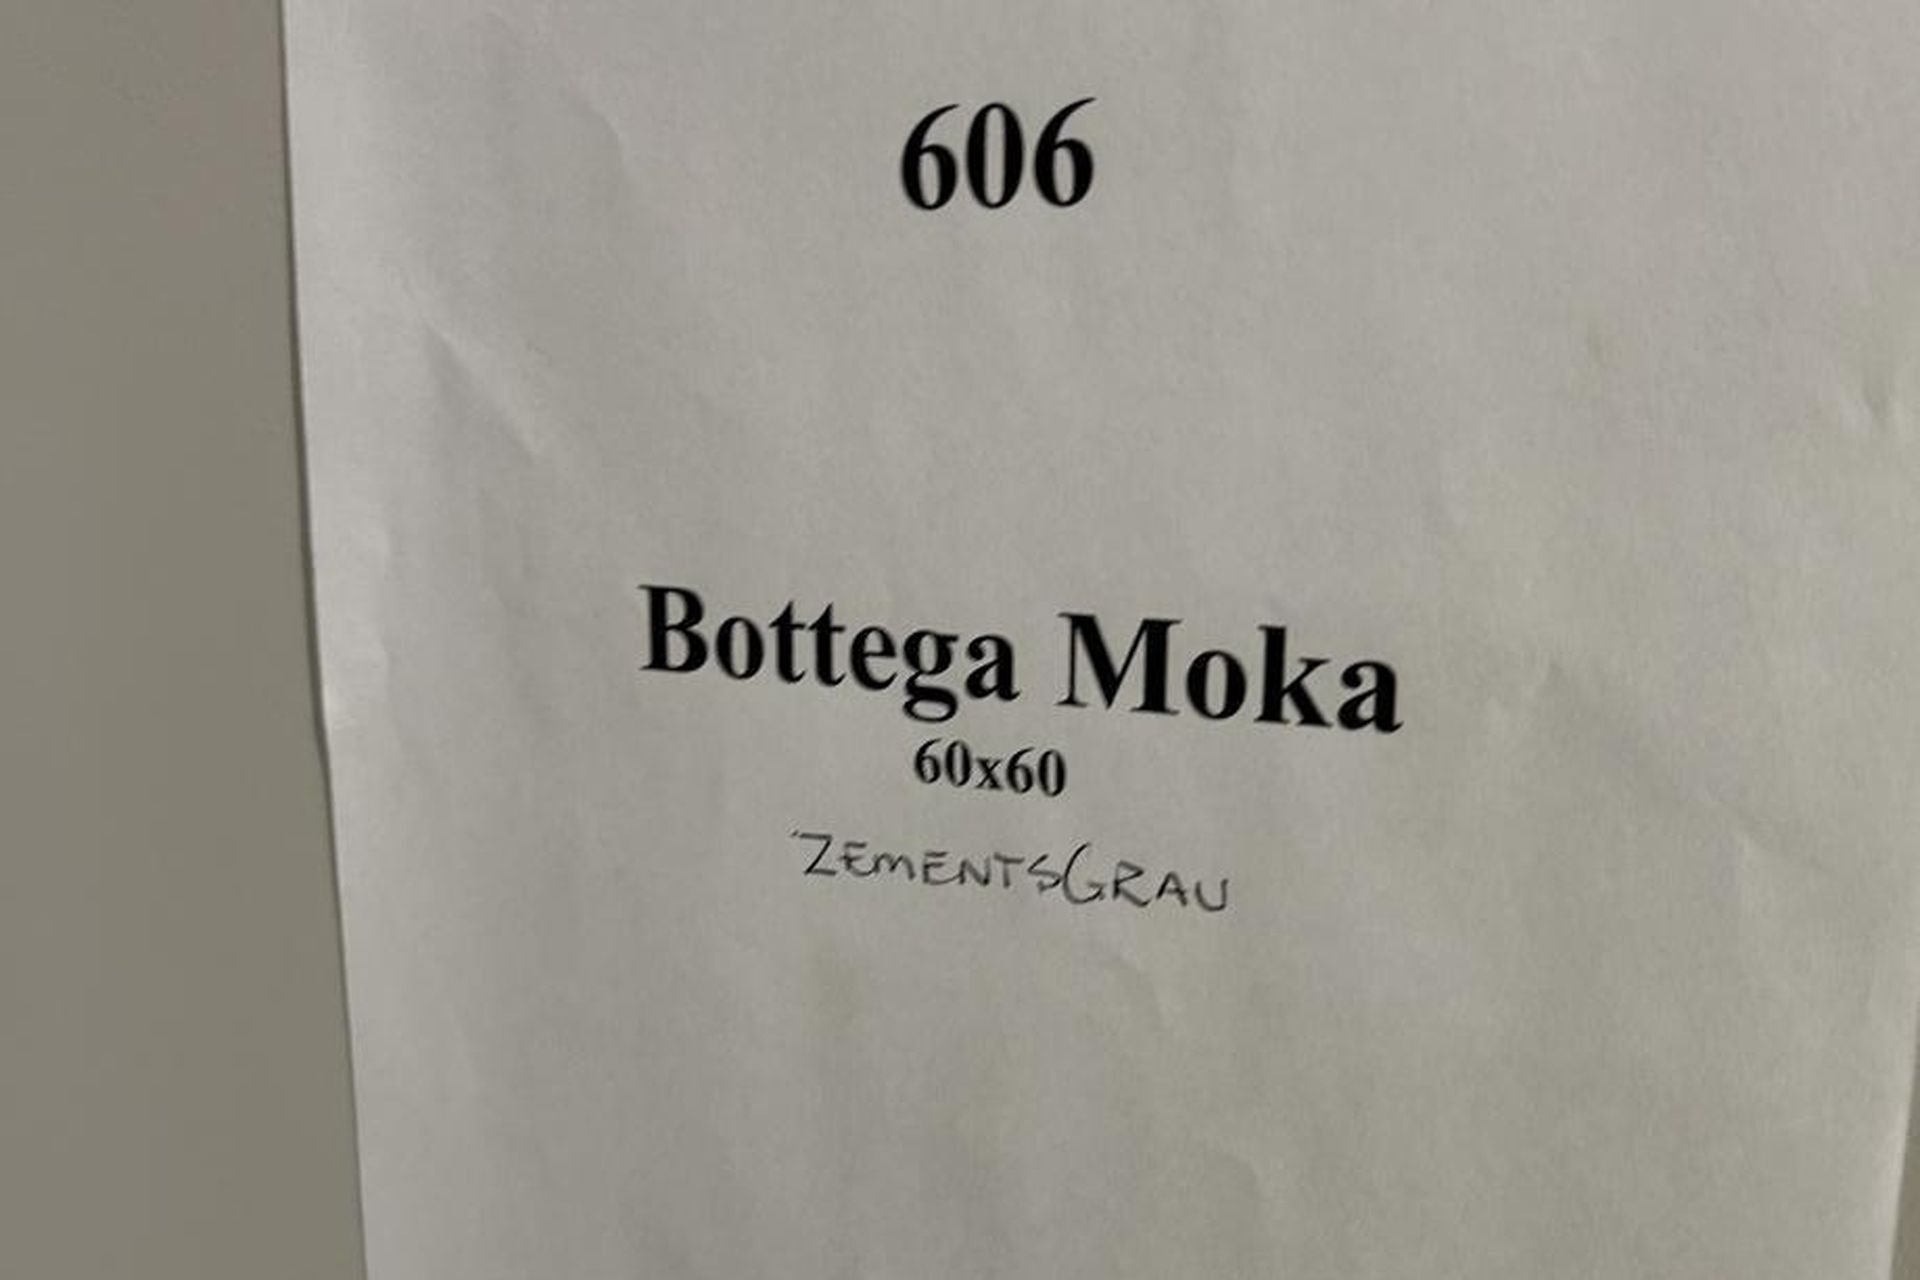 606
Bottega Moka
60x60
ZEMENTSGRAU